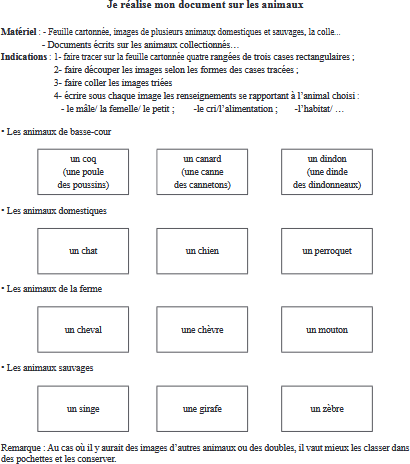 Je réalise mon document sur les animaux
Matériel : - Feuille cartonnée, images de plusieurs animaux domestiques et sauvages, la colle...
- Documents écrits sur les animaux collectionnés…
Indications : 1- faire tracer sur la feuille cartonnée quatre rangées de trois cases rectangulaires ;
2- faire découper les images selon les formes des cases tracées ;
3- faire coller les images triées
4- écrire sous chaque image les renseignements se rapportant à l’animal choisi :
- le mâle/ la femelle/ le petit ; -le cri/l’alimentation ; -l’habitat/ …
• Les animaux de basse-cour
un coq
(une poule
des poussins)
un canard
(une canne
des cannetons)
un dindon
(une dinde
des dindonneaux)
• Les animaux domestiques
un chat
un chien
un perroquet
• Les animaux de la ferme
un cheval
une chèvre
un mouton
• Les animaux sauvages
un singe
une girafe
un zèbre
Remarque : Au cas où il y aurait des images d’autres animaux ou des doubles, il vaut mieux les classer dans
des pochettes et les conserver.